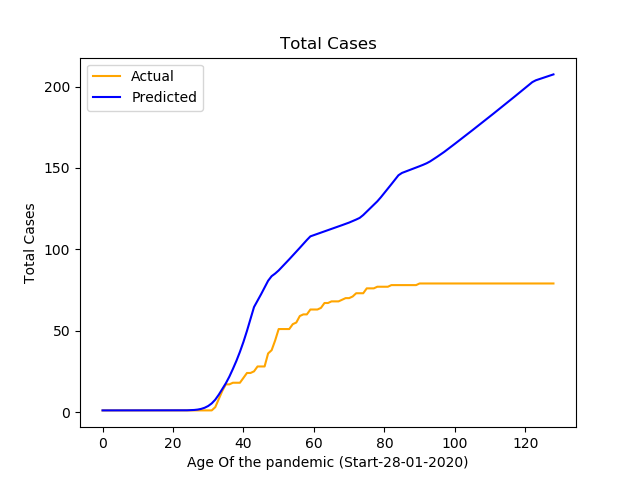 Total Cases
Actual
Predicted
Total Cases
200
150
100
50
0
0 20 40 60 80 100 120
Age Of the pandemic (Start-28-01-2020)